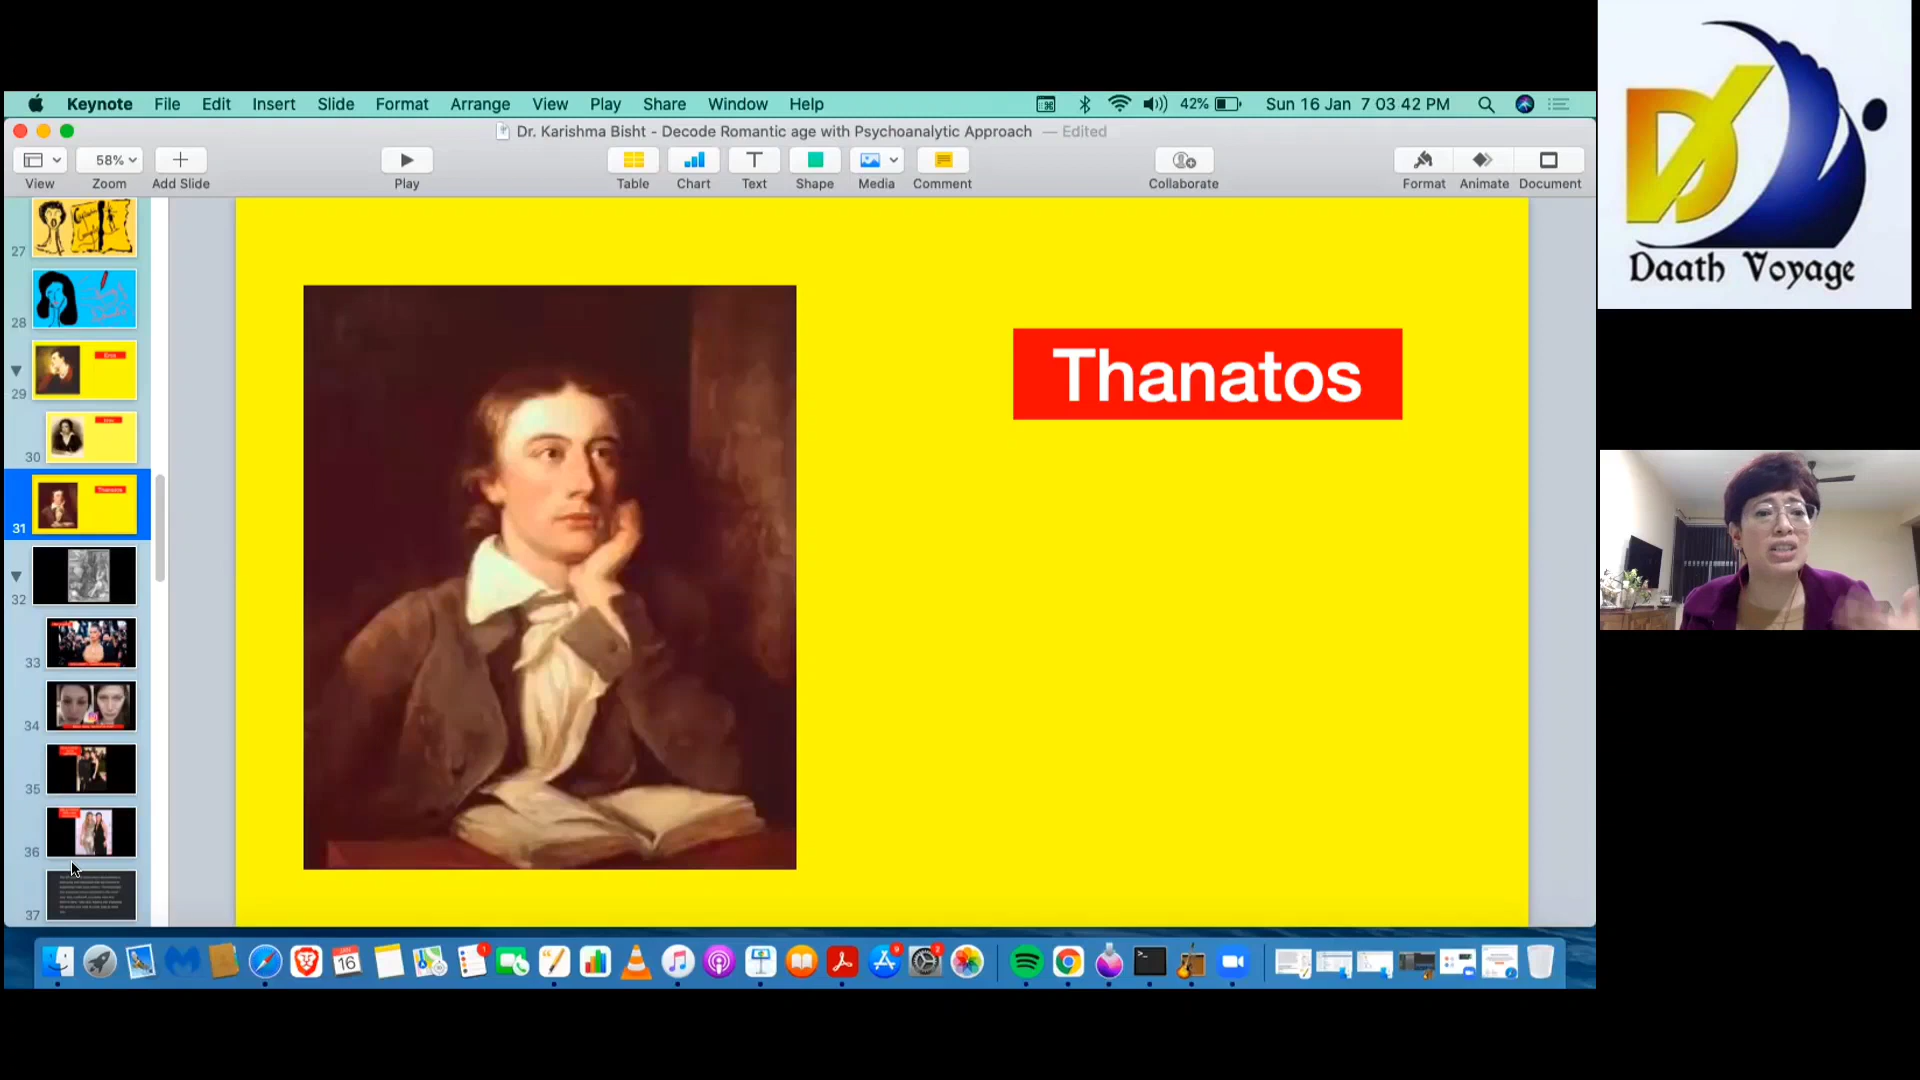 Keynote File Edit Insert Slide Format Arrange View Play Share Window Help 42% Sun 16 Jan 7 03 42 PM
Dr. Karishma Bisht - Decode Romantic age with Psychoanalytic Approach — Edited
58%
View Zoom Add Slide Play Table Chart Text Shape Media Comment Collaborate Format Animate Document
27
28
29
30
31
32
33
34
35
36
37
Thanatos
Thanatos
16
Daath Voyage